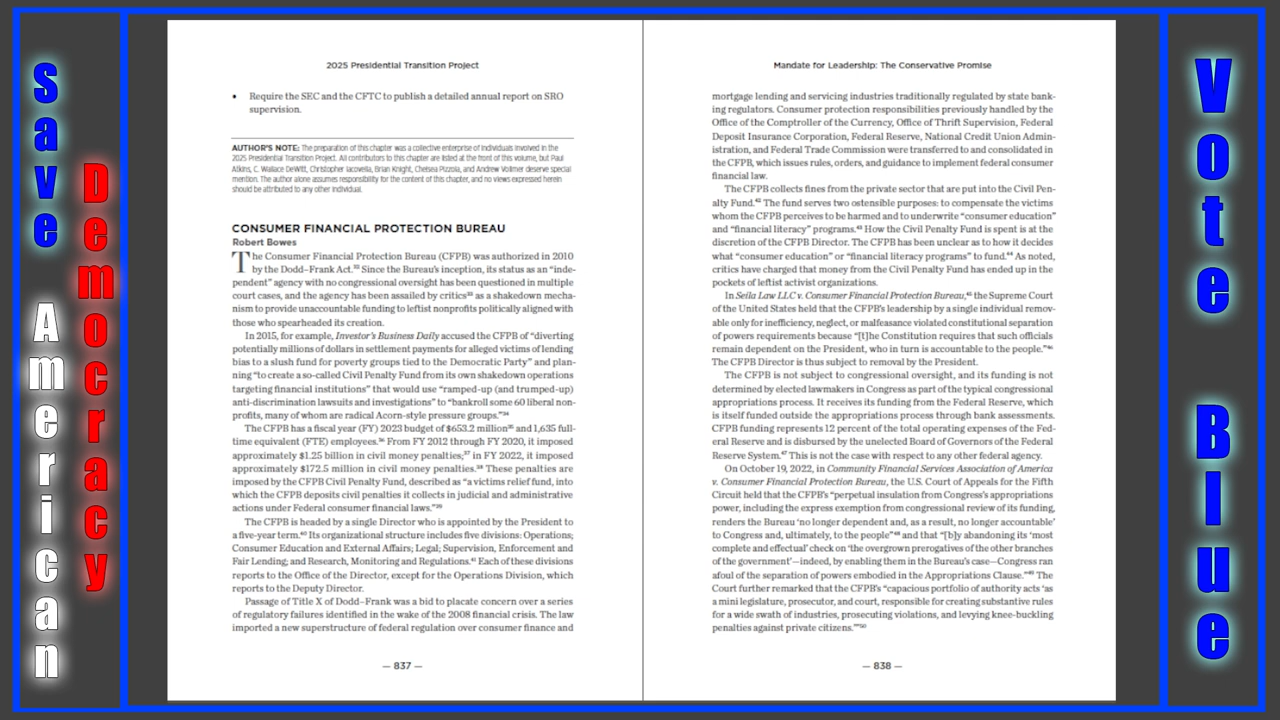 Save American
Democracy
2025 Presidential Transition Project
• Require the SEC and the CFTC to publish a detailed annual report on SRO
supervision.
AUTHOR'S NOTE: The preparation of this chapter was a collective enterprise of individuals involved in the
2025 Presidential Transition Project. All contributors to this chapter are listed at the front of this volume, but Paul
Atkins, C. Wallace DeWitt, Christopher Iacovella, Brian Knight, Chelsea Pizzola, and Andrew Vollmer deserve special
mention. The author alone assumes responsibility for the content of this chapter, and no views expressed herein
should be attributed to any other individual.
CONSUMER FINANCIAL PROTECTION BUREAU
Robert Bowes
The Consumer Financial Protection Bureau (CFPB) was authorized in 2010
by the Dodd–Frank Act.³² Since the Bureau's inception, its status as an "inde-
pendent" agency with no congressional oversight has been questioned in multiple
court cases, and the agency has been assailed by critics³³ as a shakedown mecha-
nism to provide unaccountable funding to leftist nonprofits politically aligned with
those who spearheaded its creation.
In 2015, for example, Investor's Business Daily accused the CFPB of "diverting
potentially millions of dollars in settlement payments for alleged victims of lending
bias to a slush fund for poverty groups tied to the Democratic Party" and plan-
ning "to create a so-called Civil Penalty Fund from its own shakedown operations
targeting financial institutions" that would use "ramped-up (and trumped-up)
anti-discrimination lawsuits and investigations" to "bankroll some 60 liberal non-
profits, many of whom are radical Acorn-style pressure groups."³⁴
The CFPB has a fiscal year (FY) 2023 budget of $653.2 million³⁵ and 1,635 full-
time equivalent (FTE) employees.³⁶ From FY 2012 through FY 2020, it imposed
approximately $1.25 billion in civil money penalties;³⁷ in FY 2022, it imposed
approximately $172.5 million in civil money penalties.³⁸ These penalties are
imposed by the CFPB Civil Penalty Fund, described as "a victims relief fund, into
which the CFPB deposits civil penalties it collects in judicial and administrative
actions under Federal consumer financial laws."³⁹
The CFPB is headed by a single Director who is appointed by the President to
a five-year term.⁴⁰ Its organizational structure includes five divisions: Operations;
Consumer Education and External Affairs; Legal; Supervision, Enforcement and
Fair Lending; and Research, Monitoring and Regulations.⁴¹ Each of these divisions
reports to the Office of the Director, except for the Operations Division, which
reports to the Deputy Director.
Passage of Title X of Dodd–Frank was a bid to placate concern over a series
of regulatory failures identified in the wake of the 2008 financial crisis. The law
imported a new superstructure of federal regulation over consumer finance and
— 837 —
Mandate for Leadership: The Conservative Promise
mortgage lending and servicing industries traditionally regulated by state bank-
ing regulators. Consumer protection responsibilities previously handled by the
Office of the Comptroller of the Currency, Office of Thrift Supervision, Federal
Deposit Insurance Corporation, Federal Reserve, National Credit Union Admin-
istration, and Federal Trade Commission were transferred to and consolidated in
the CFPB, which issues rules, orders, and guidance to implement federal consumer
financial law.
The CFPB collects fines from the private sector that are put into the Civil Pen-
alty Fund.⁴² The fund serves two ostensible purposes: to compensate the victims
whom the CFPB perceives to be harmed and to underwrite "consumer education"
and "financial literacy" programs.⁴³ How the Civil Penalty Fund is spent is at the
discretion of the CFPB Director. The CFPB has been unclear as to how it decides
what "consumer education" or "financial literacy programs" to fund.⁴⁴ As noted,
critics have charged that money from the Civil Penalty Fund has ended up in the
pockets of leftist activist organizations.
In Seila Law LLC v. Consumer Financial Protection Bureau,⁴⁵ the Supreme Court
of the United States held that the CFPB's leadership by a single individual remov-
able only for inefficiency, neglect, or malfeasance violated constitutional separation
of powers requirements because "[t]he Constitution requires that such officials
remain dependent on the President, who in turn is accountable to the people."⁴⁶
The CFPB Director is thus subject to removal by the President.
The CFPB is not subject to congressional oversight, and its funding is not
determined by elected lawmakers in Congress as part of the typical congressional
appropriations process. It receives its funding from the Federal Reserve, which
is itself funded outside the appropriations process through bank assessments.
CFPB funding represents 12 percent of the total operating expenses of the Fed-
eral Reserve and is disbursed by the unelected Board of Governors of the Federal
Reserve System.⁴⁷ This is not the case with respect to any other federal agency.
On October 19, 2022, in Community Financial Services Association of America
v. Consumer Financial Protection Bureau, the U.S. Court of Appeals for the Fifth
Circuit held that the CFPB's "perpetual insulation from Congress's appropriations
power, including the express exemption from congressional review of its funding,
renders the Bureau 'no longer dependent and, as a result, no longer accountable'
to Congress and, ultimately, to the people"⁴⁸ and that "[b]y abandoning its 'most
complete and effectual' check on 'the overgrown prerogatives of the other branches
of the government'—indeed, by enabling them in the Bureau's case—Congress ran
afoul of the separation of powers embodied in the Appropriations Clause."⁴⁹ The
Court further remarked that the CFPB's "capacious portfolio of authority acts 'as
a mini legislature, prosecutor, and court, responsible for creating substantive rules
for a wide swath of industries, prosecuting violations, and levying knee-buckling
penalties against private citizens.'"⁵⁰
— 838 —
Vote Blue